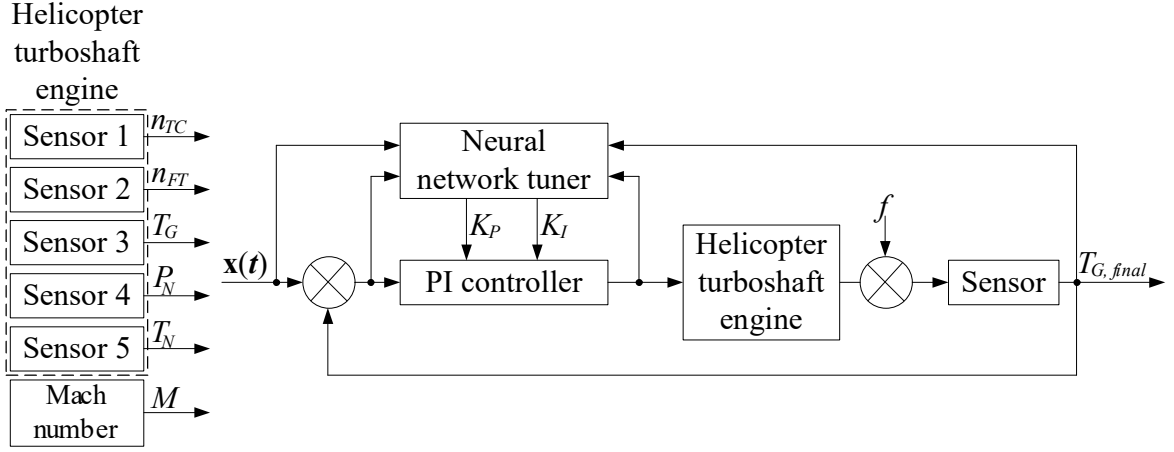 Helicopter
turboshaft
engine
Sensor 1
n_TC
Sensor 2
n_FT
Sensor 3
T_G
Sensor 4
P_N
Sensor 5
T_N
Mach
number
M
x(t)
Neural
network tuner
K_P
K_I
PI controller
Helicopter
turboshaft
engine
f
Sensor
T_G, final